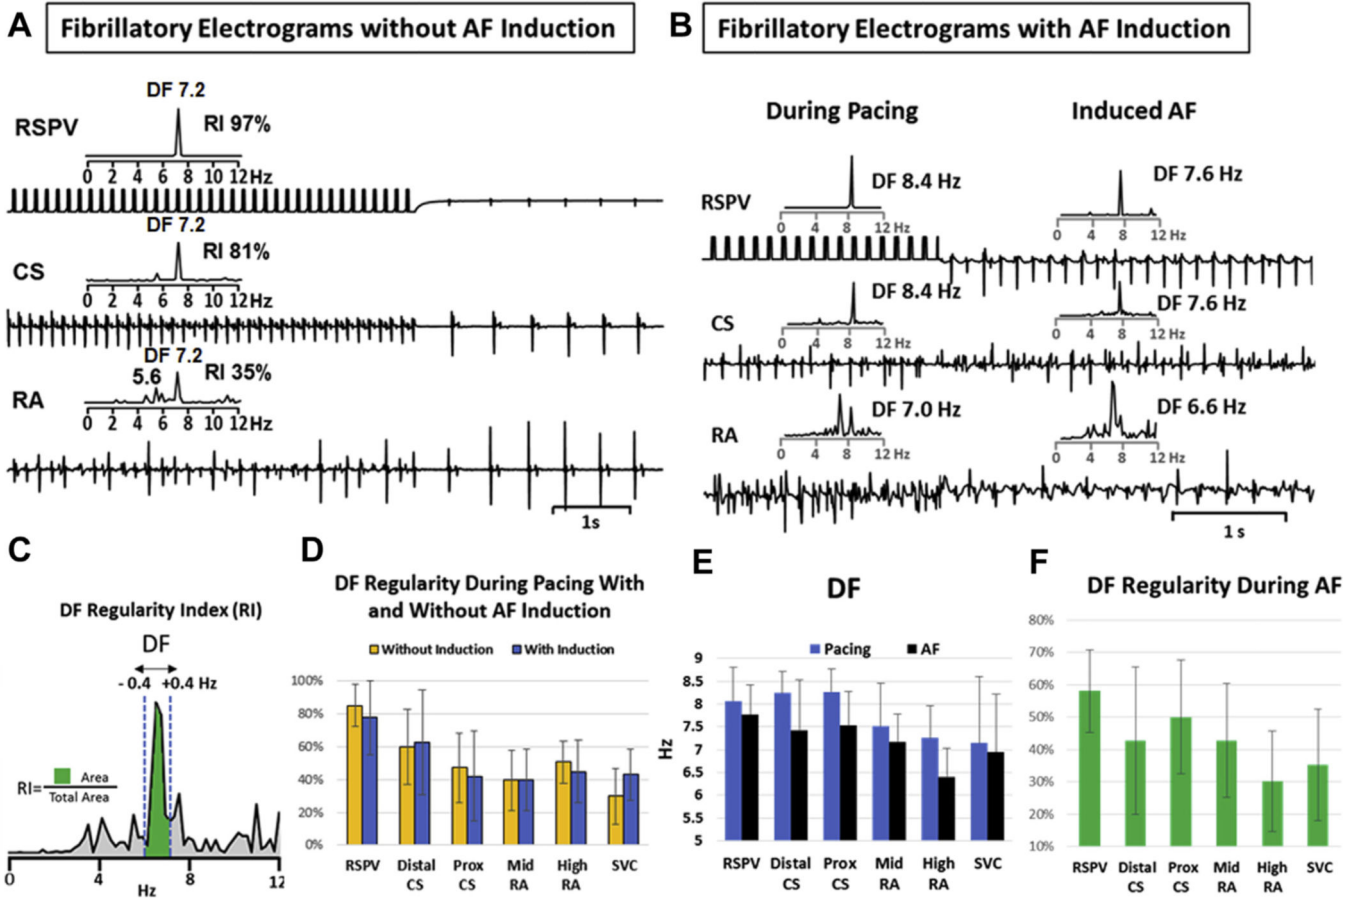 A
Fibrillatory Electrograms without AF Induction
DF 7.2
RSPV
RI 97%
0 2 4 6 8 10 12Hz
DF 7.2
CS
RI 81%
0 2 4 6 8 10 12Hz
DF 7.2
5.6
RI 35%
RA
0 2 4 6 8 10 12Hz
1s
B
Fibrillatory Electrograms with AF Induction
During Pacing
Induced AF
RSPV
DF 8.4 Hz
DF 7.6 Hz
0 4 8 12 Hz
0 4 8 12 Hz
CS
DF 8.4 Hz
DF 7.6 Hz
0 4 8 12 Hz
0 4 8 12 Hz
RA
DF 7.0 Hz
DF 6.6 Hz
0 4 8 12 Hz
0 4 8 12 Hz
1 s
C
DF Regularity Index (RI)
DF
- 0.4 +0.4 Hz
RI=
Area
Total Area
0 4 8 12
Hz
D
DF Regularity During Pacing With
and Without AF Induction
Without Induction
With Induction
100%
80%
60%
40%
20%
0%
RSPV
Distal
CS
Prox
CS
Mid
RA
High
RA
SVC
E
DF
Pacing
AF
Hz
9
8.5
8
7.5
7
6.5
6
5.5
5
RSPV
Distal
CS
Prox
CS
Mid
RA
High
RA
SVC
F
DF Regularity During AF
80%
70%
60%
50%
40%
30%
20%
10%
RSPV
Distal
CS
Prox
CS
Mid
RA
High
RA
SVC